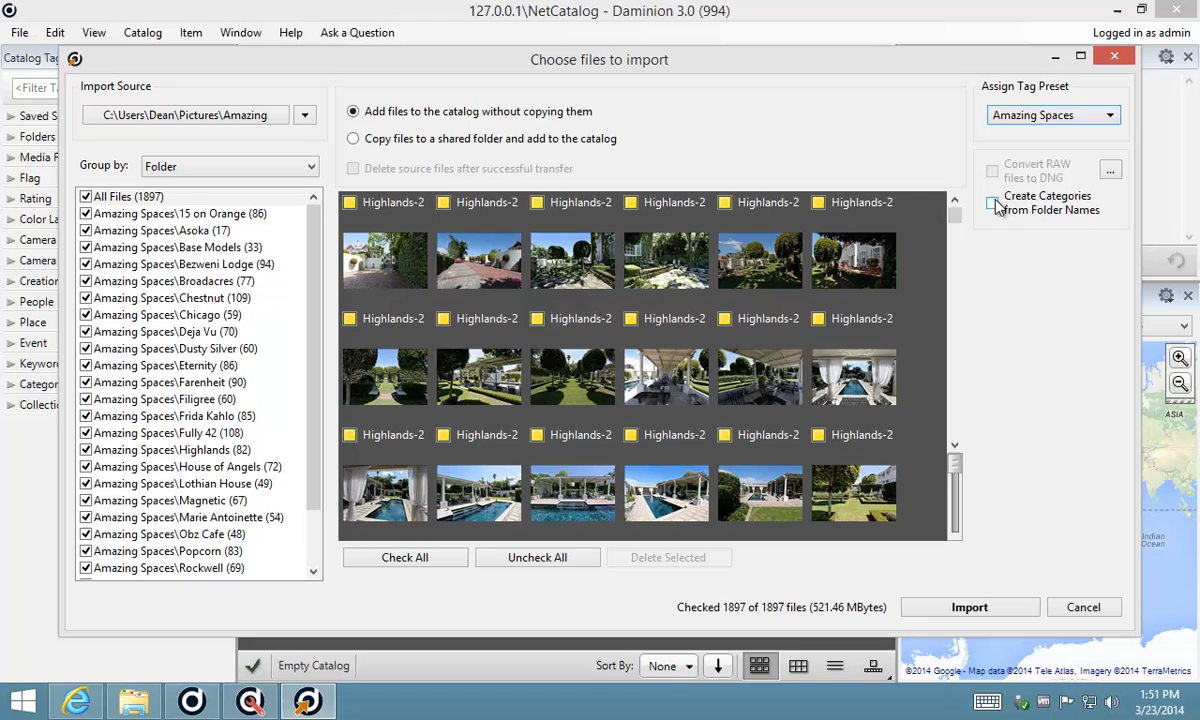 127.0.0.1\NetCatalog - Daminion 3.0 (994)
File Edit View Catalog Item Window Help Ask a Question
Logged in as admin
Catalog Tag
<Filter T
Saved S
Folders
Media F
Flag
Rating
Color La
Camera
Camera
Creation
People
Place
Event
Keywor
Categor
Collecti
Choose files to import
Import Source
C:\Users\Dean\Pictures\Amazing
Group by: Folder
All Files (1897)
Amazing Spaces\15 on Orange (86)
Amazing Spaces\Asoka (17)
Amazing Spaces\Base Models (33)
Amazing Spaces\Bezweni Lodge (94)
Amazing Spaces\Broadacres (77)
Amazing Spaces\Chestnut (109)
Amazing Spaces\Chicago (59)
Amazing Spaces\Deja Vu (70)
Amazing Spaces\Dusty Silver (60)
Amazing Spaces\Eternity (86)
Amazing Spaces\Farenheit (90)
Amazing Spaces\Filigree (60)
Amazing Spaces\Frida Kahlo (85)
Amazing Spaces\Fully 42 (108)
Amazing Spaces\Highlands (82)
Amazing Spaces\House of Angels (72)
Amazing Spaces\Lothian House (49)
Amazing Spaces\Magnetic (67)
Amazing Spaces\Marie Antoinette (54)
Amazing Spaces\Obz Cafe (48)
Amazing Spaces\Popcorn (83)
Amazing Spaces\Rockwell (69)
Add files to the catalog without copying them
Copy files to a shared folder and add to the catalog
Delete source files after successful transfer
Highlands-2 Highlands-2 Highlands-2 Highlands-2 Highlands-2 Highlands-2
Highlands-2 Highlands-2 Highlands-2 Highlands-2 Highlands-2 Highlands-2
Highlands-2 Highlands-2 Highlands-2 Highlands-2 Highlands-2 Highlands-2
Check All Uncheck All Delete Selected
Checked 1897 of 1897 files (521.46 MBytes)
Import Cancel
Assign Tag Preset
Amazing Spaces
Convert RAW
files to DNG
...
Create Categories
from Folder Names
ASIA
Indian
Ocean
Empty Catalog
Sort By: None
©2014 Google - Map data ©2014 Tele Atlas, Imagery ©2014 TerraMetrics
1:51 PM
3/23/2014